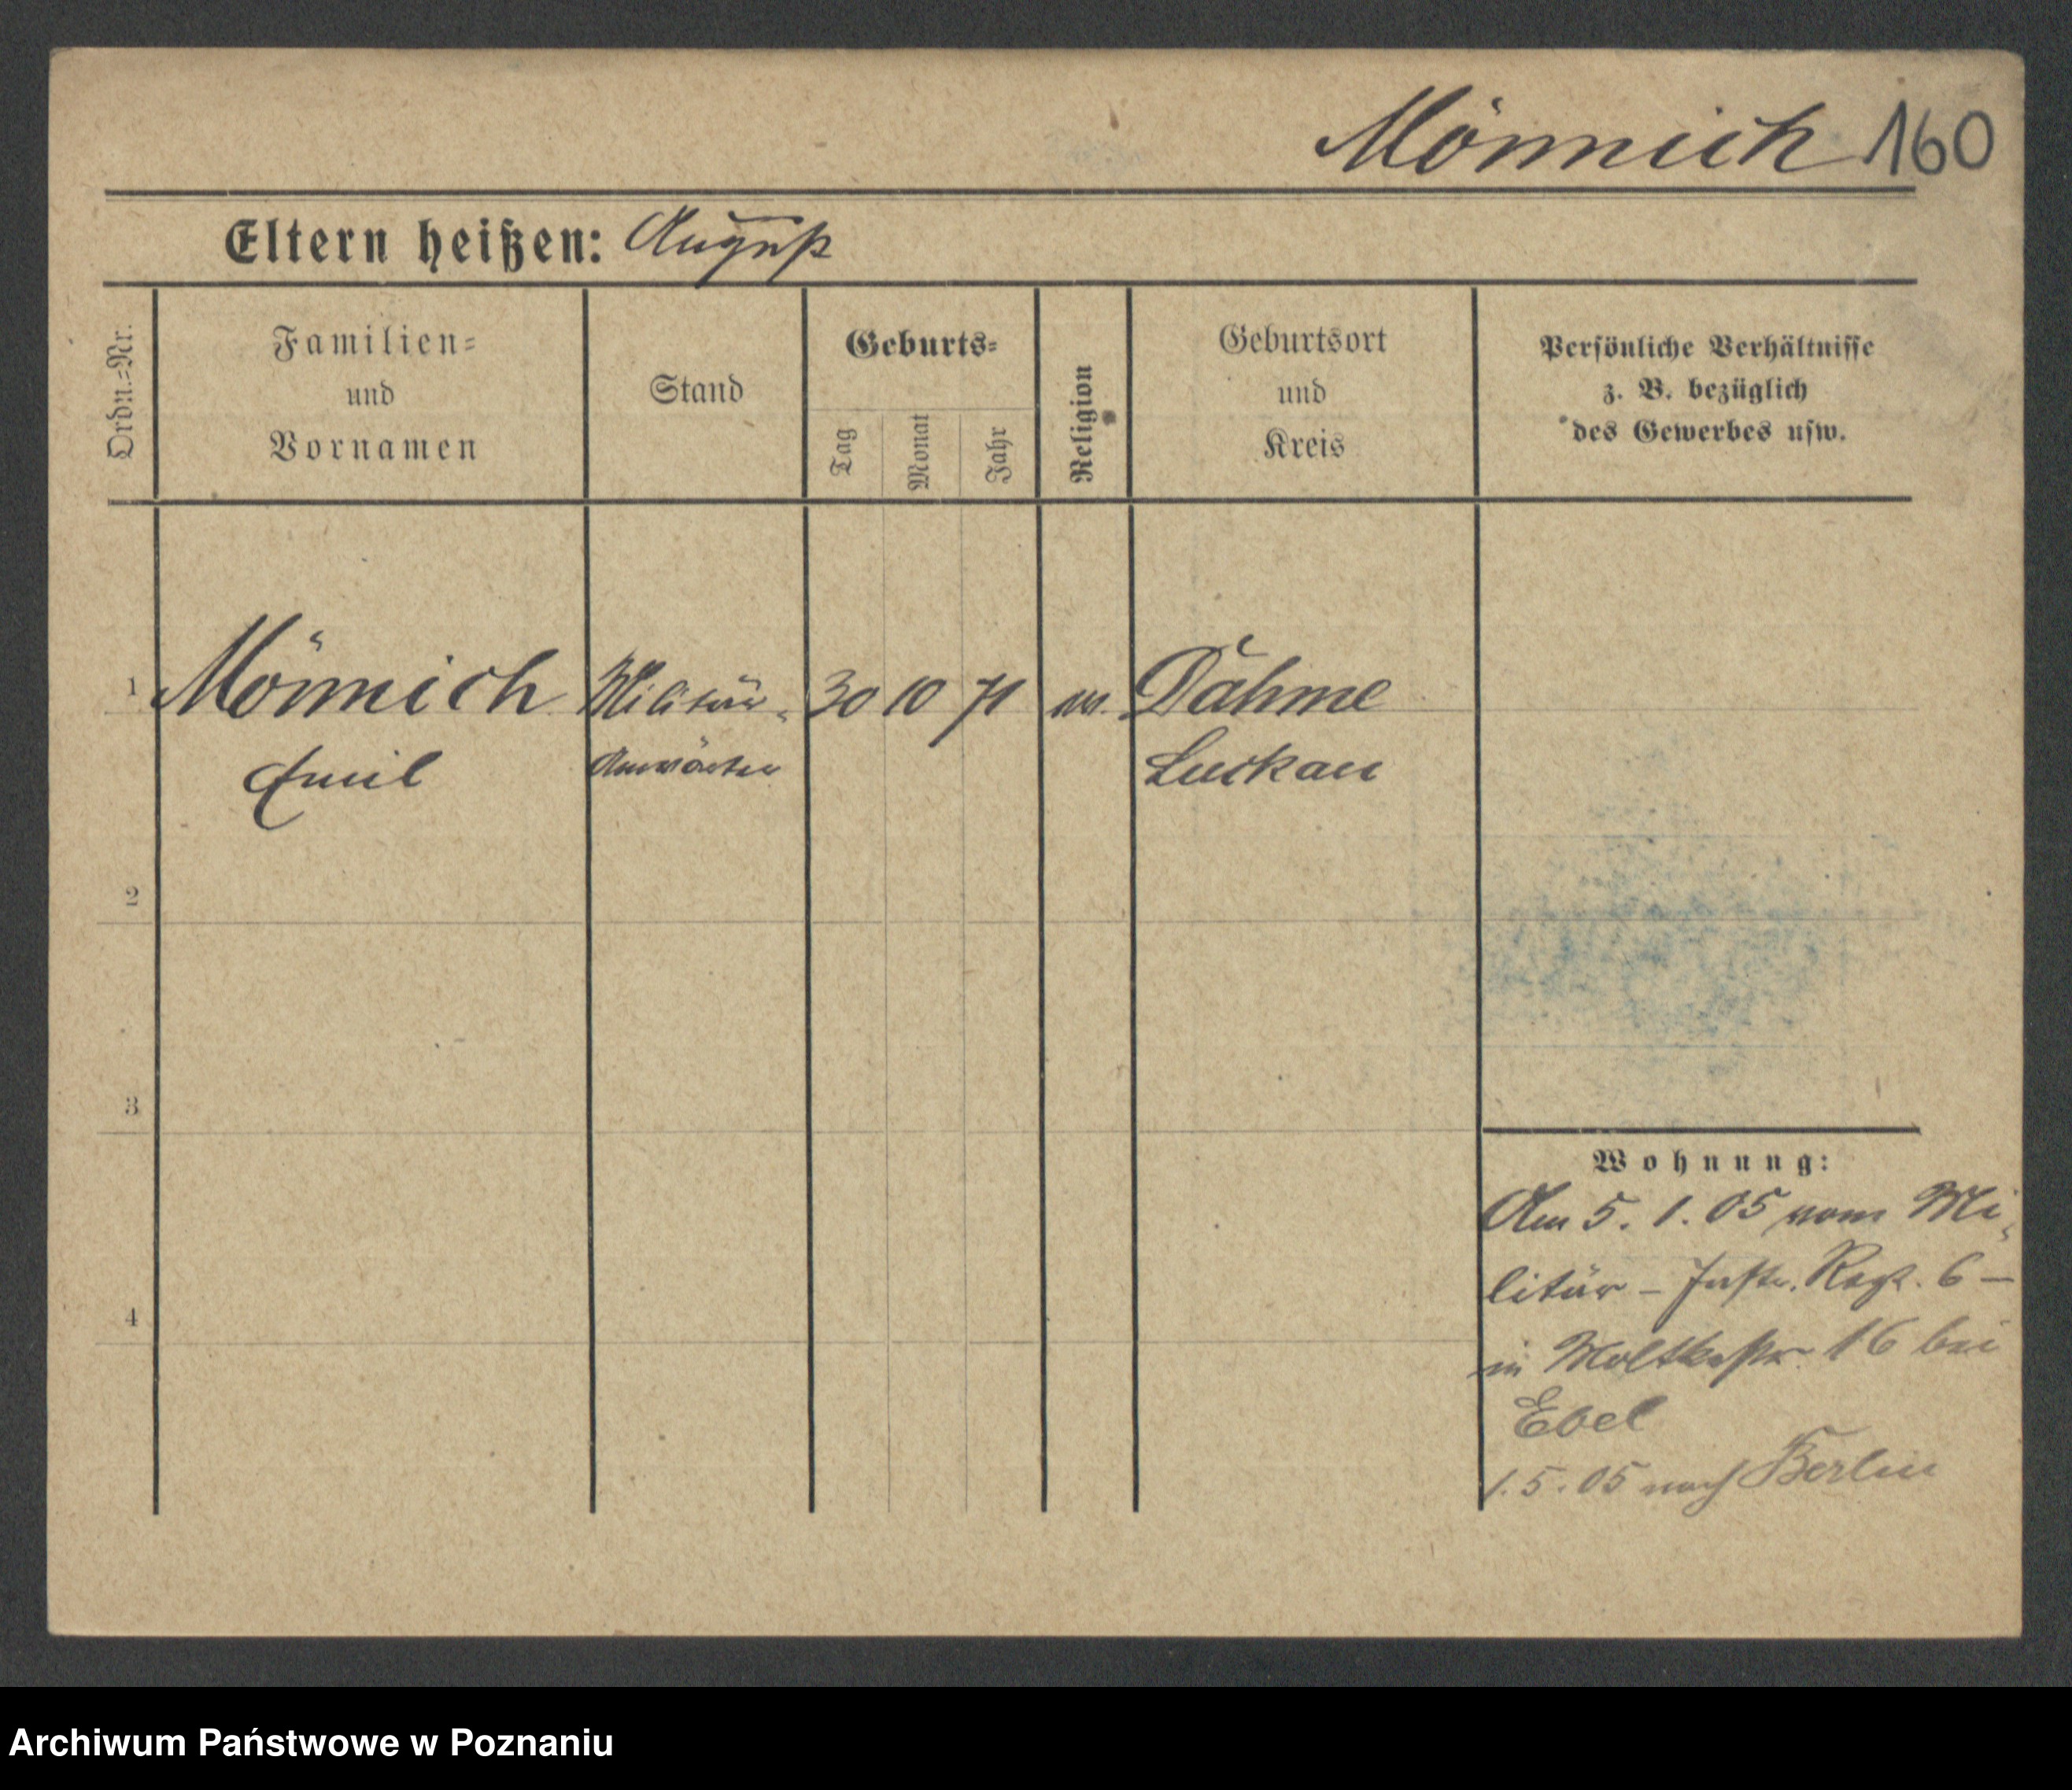 Mönnich 160
Eltern heißen: August
Ordn.-Nr.
Familien-
und
Vornamen
Stand
Geburts-
Tag
Monat
Jahr
Religion
Geburtsort
und
Kreis
Persönliche Verhältnisse
z. B. bezüglich
des Gewerbes usw.
1 Mönnich Militär- 30 10 71 Dahme
Emil Anwärter Luckau
2
3
4
Wohnung:
Am 5. 1. 05 vom Mi-
litär - Regt. 6 -
in Moltkestr. 16 bei
Ebel
1. 5. 05 nach Berlin
Archiwum Państwowe w Poznaniu